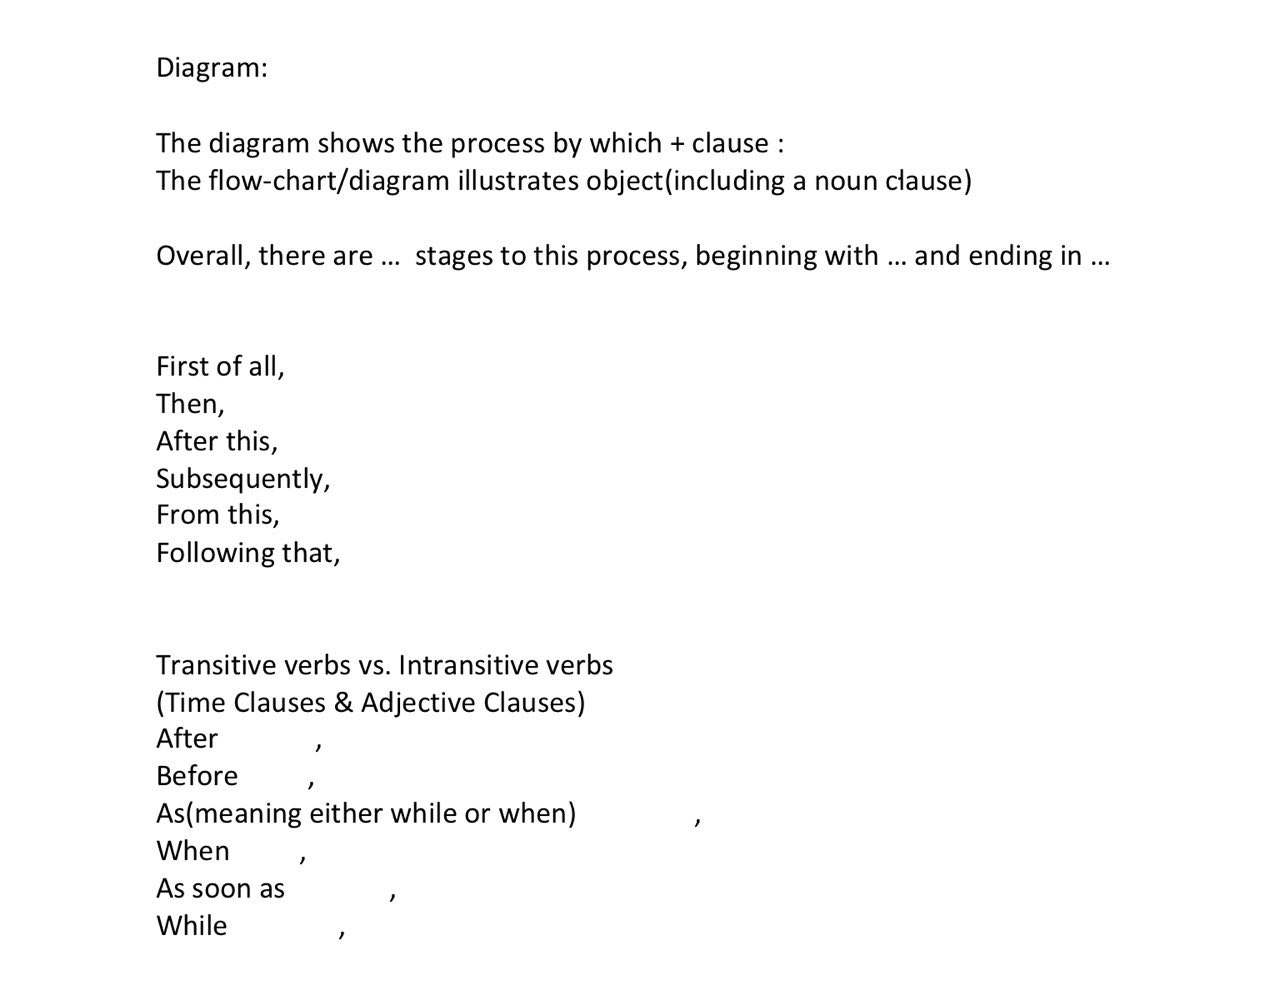 Diagram:
The diagram shows the process by which + clause :
The flow-chart/diagram illustrates object(including a noun clause)
Overall, there are ...  stages to this process, beginning with ... and ending in ...
First of all,
Then,
After this,
Subsequently,
From this,
Following that,
Transitive verbs vs. Intransitive verbs
(Time Clauses & Adjective Clauses)
After          ,
Before        ,
As(meaning either while or when)             ,
When        ,
As soon as            ,
While            ,